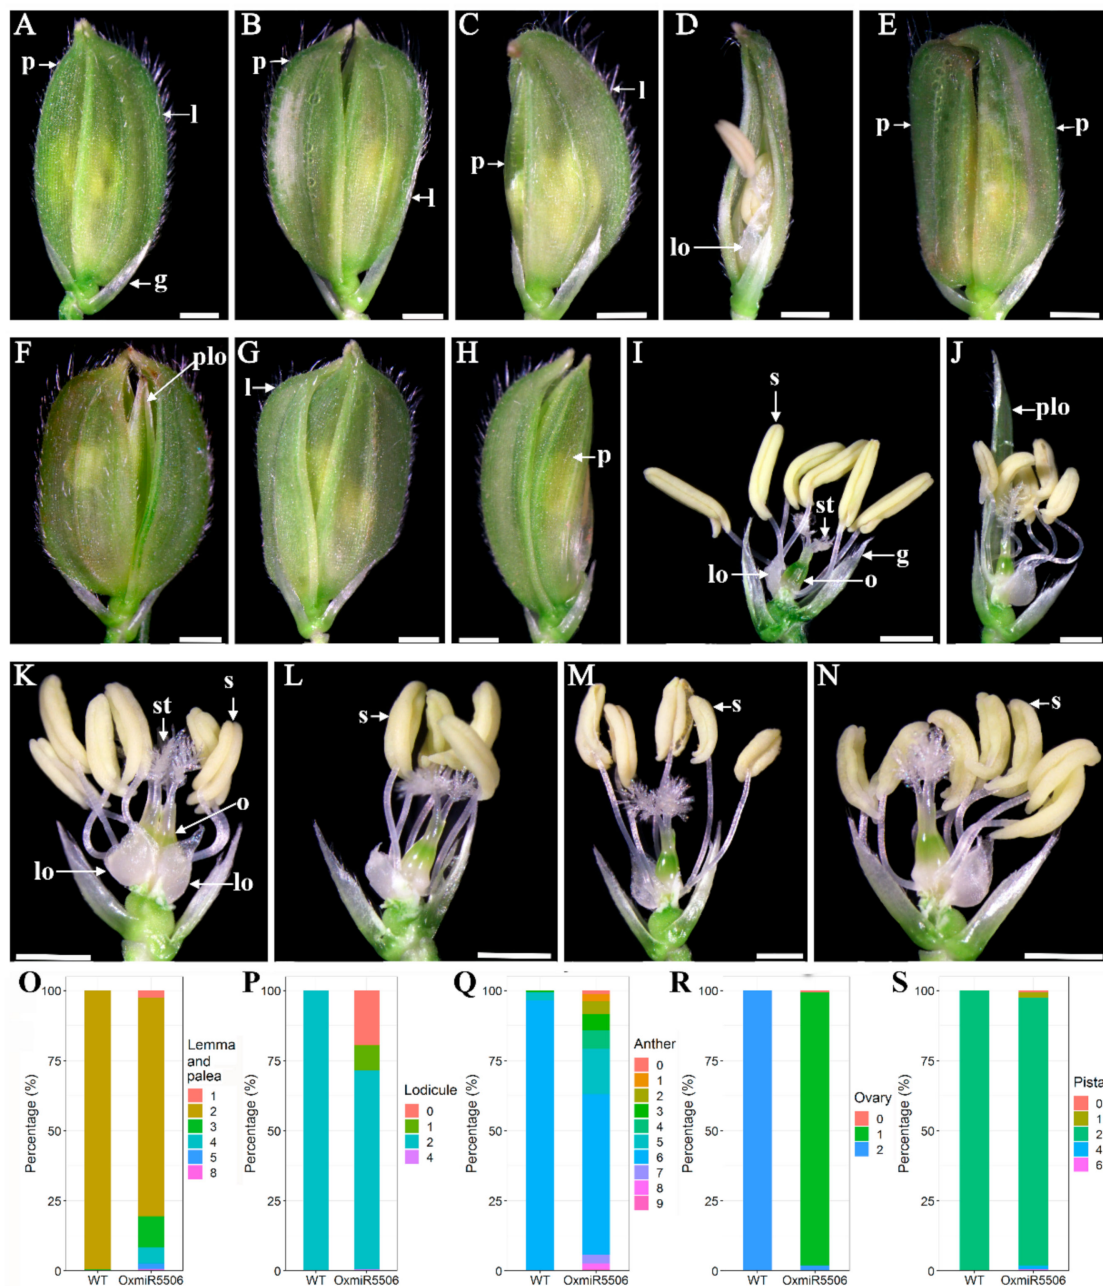 A B C D E
p l p l g l p lo p p
F G H I J
plo l p s st lo o g plo
K L M N
st s o lo lo s s s
O P Q R S
Percentage (%)
100
75
50
25
0
WT OxmiR5506
Lemma
and
palea
1
2
3
4
5
8
Percentage (%)
100
75
50
25
0
WT OxmiR5506
Lodicule
0
1
2
4
Percentage (%)
100
75
50
25
0
WT OxmiR5506
Anther
0
1
2
3
4
5
6
7
8
9
Percentage (%)
100
75
50
25
0
WT OxmiR5506
Ovary
0
1
2
Percentage (%)
100
75
50
25
0
WT OxmiR5506
Pista
0
1
2
4
6